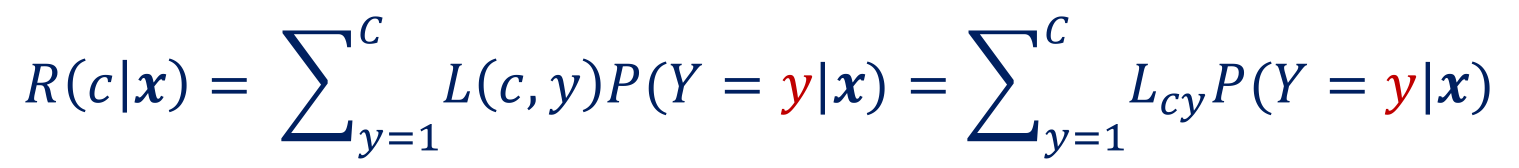 R(c|x) = ∑_{y=1}^{C} L(c, y)P(Y = y|x) = ∑_{y=1}^{C} L_{cy}P(Y = y|x)